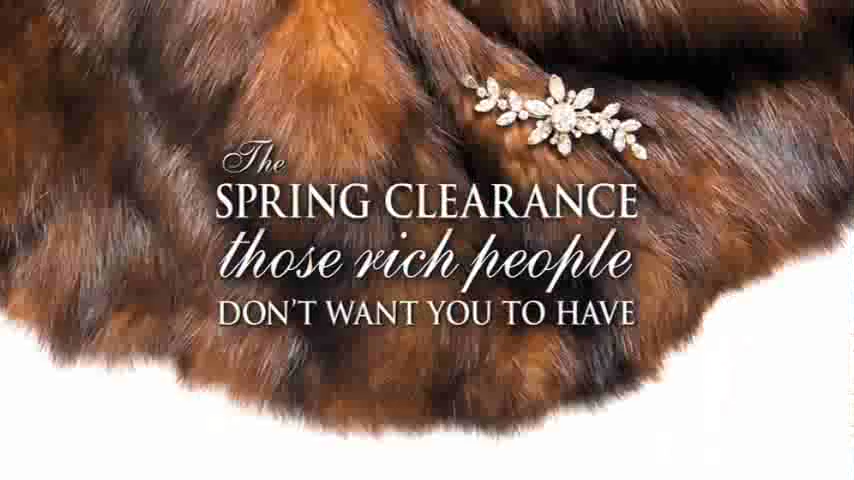 The
SPRING CLEARANCE
those rich people
DON'T WANT YOU TO HAVE